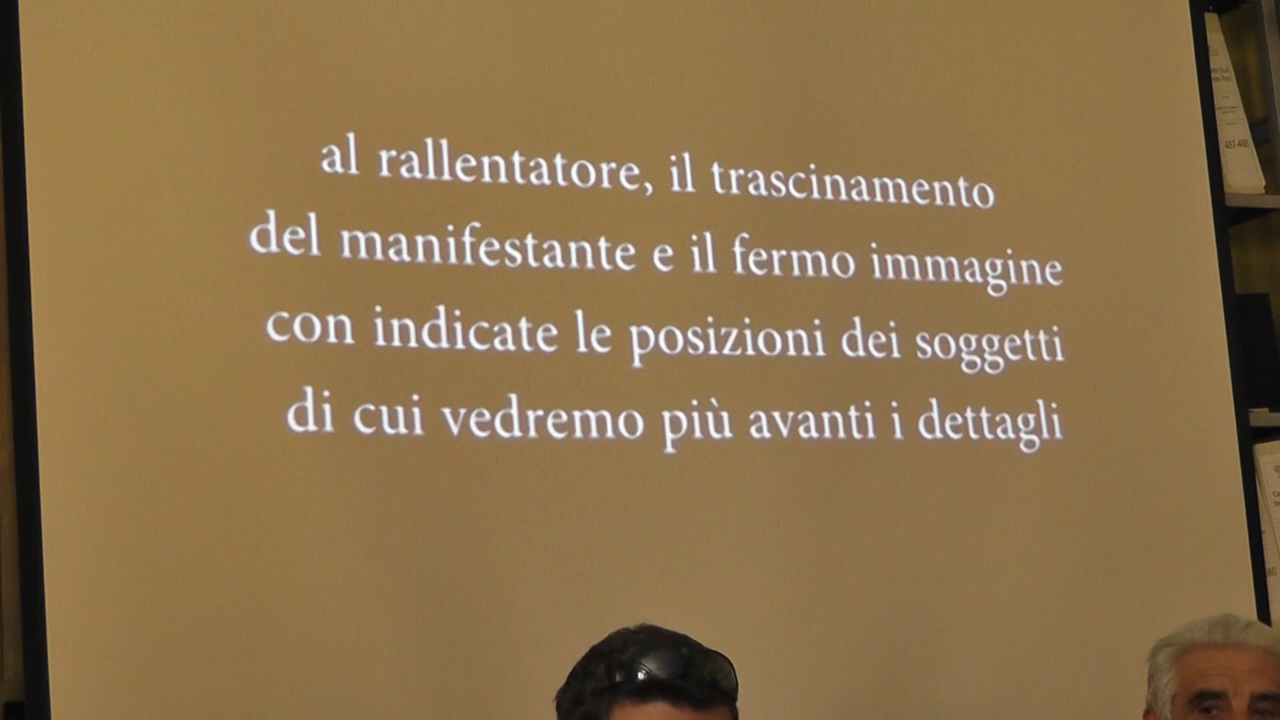 al rallentatore, il trascinamento
del manifestante e il fermo immagine
con indicate le posizioni dei soggetti
di cui vedremo più avanti i dettagli